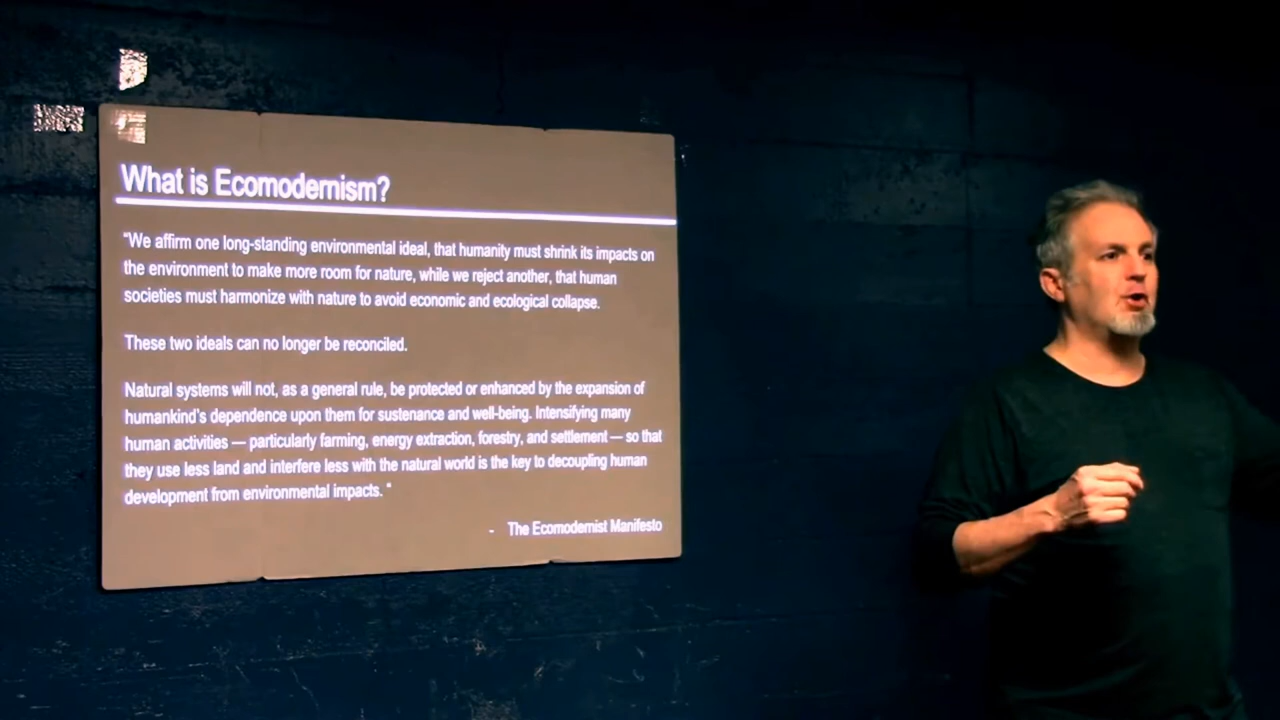 What is Ecomodernism?
"We affirm one long-standing environmental ideal, that humanity must shrink its impacts on
the environment to make more room for nature, while we reject another, that human
societies must harmonize with nature to avoid economic and ecological collapse.
These two ideals can no longer be reconciled.
Natural systems will not, as a general rule, be protected or enhanced by the expansion of
humankind's dependence upon them for sustenance and well-being. Intensifying many
human activities — particularly farming, energy extraction, forestry, and settlement — so that
they use less land and interfere less with the natural world is the key to decoupling human
development from environmental impacts. "
- The Ecomodernist Manifesto